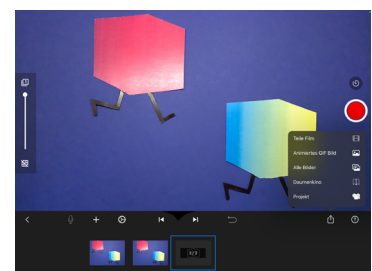 Teile Film
Animiertes GIF Bild
Alle Bilder
Daumenkino
Projekt
3/3